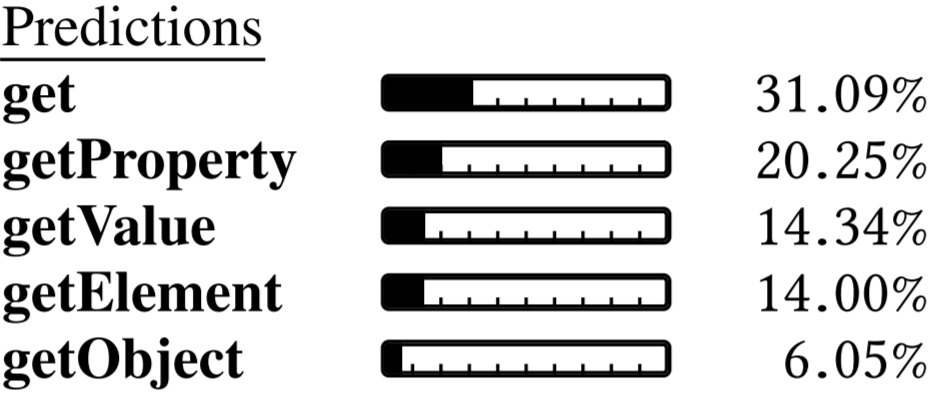 Predictions
get 31.09%
getProperty 20.25%
getValue 14.34%
getElement 14.00%
getObject 6.05%